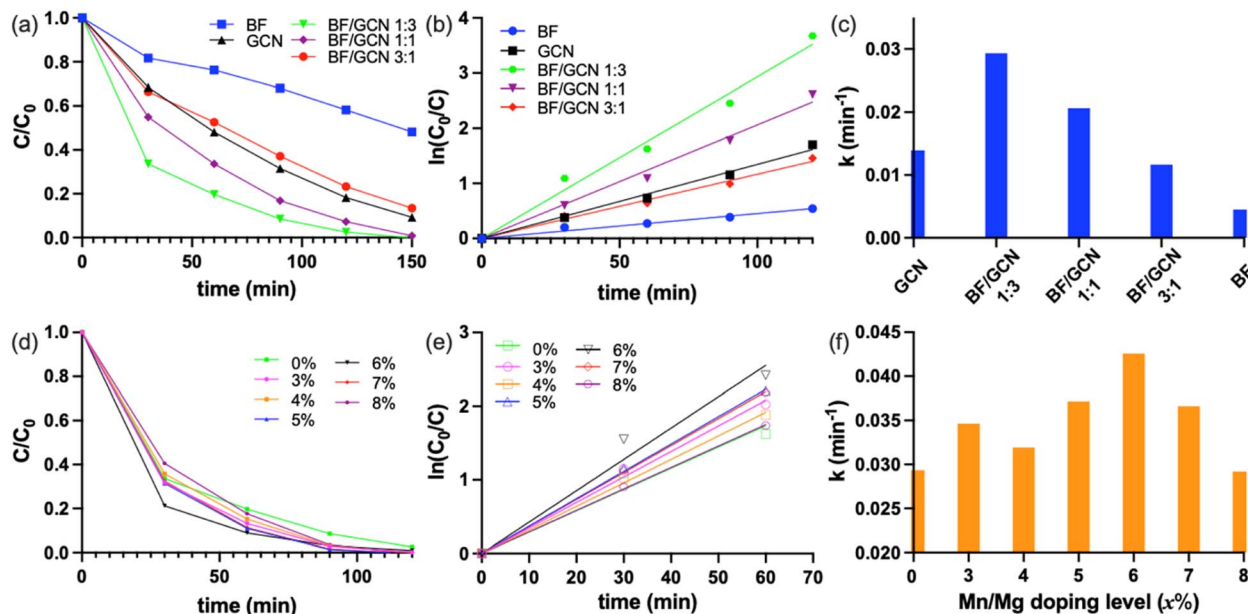 (a)
1.0
0.8
0.6
0.4
0.2
0.0
C/C0
0
50
100
150
time (min)
BF
GCN
BF/GCN 1:3
BF/GCN 1:1
BF/GCN 3:1
(b)
4
3
2
1
0
ln(C0/C)
0
50
100
time (min)
BF
GCN
BF/GCN 1:3
BF/GCN 1:1
BF/GCN 3:1
(c)
0.03
0.02
0.01
0.00
k (min-1)
GCN
BF/GCN
1:3
BF/GCN
1:1
BF/GCN
3:1
BF
(d)
1.0
0.8
0.6
0.4
0.2
0.0
C/C0
0
50
100
time (min)
0%
3%
4%
5%
6%
7%
8%
(e)
3
2
1
0
ln(C0/C)
0
10
20
30
40
50
60
70
time (min)
0%
3%
4%
5%
6%
7%
8%
(f)
0.045
0.040
0.035
0.030
0.025
0.020
k (min-1)
0
3
4
5
6
7
8
Mn/Mg doping level (x%)